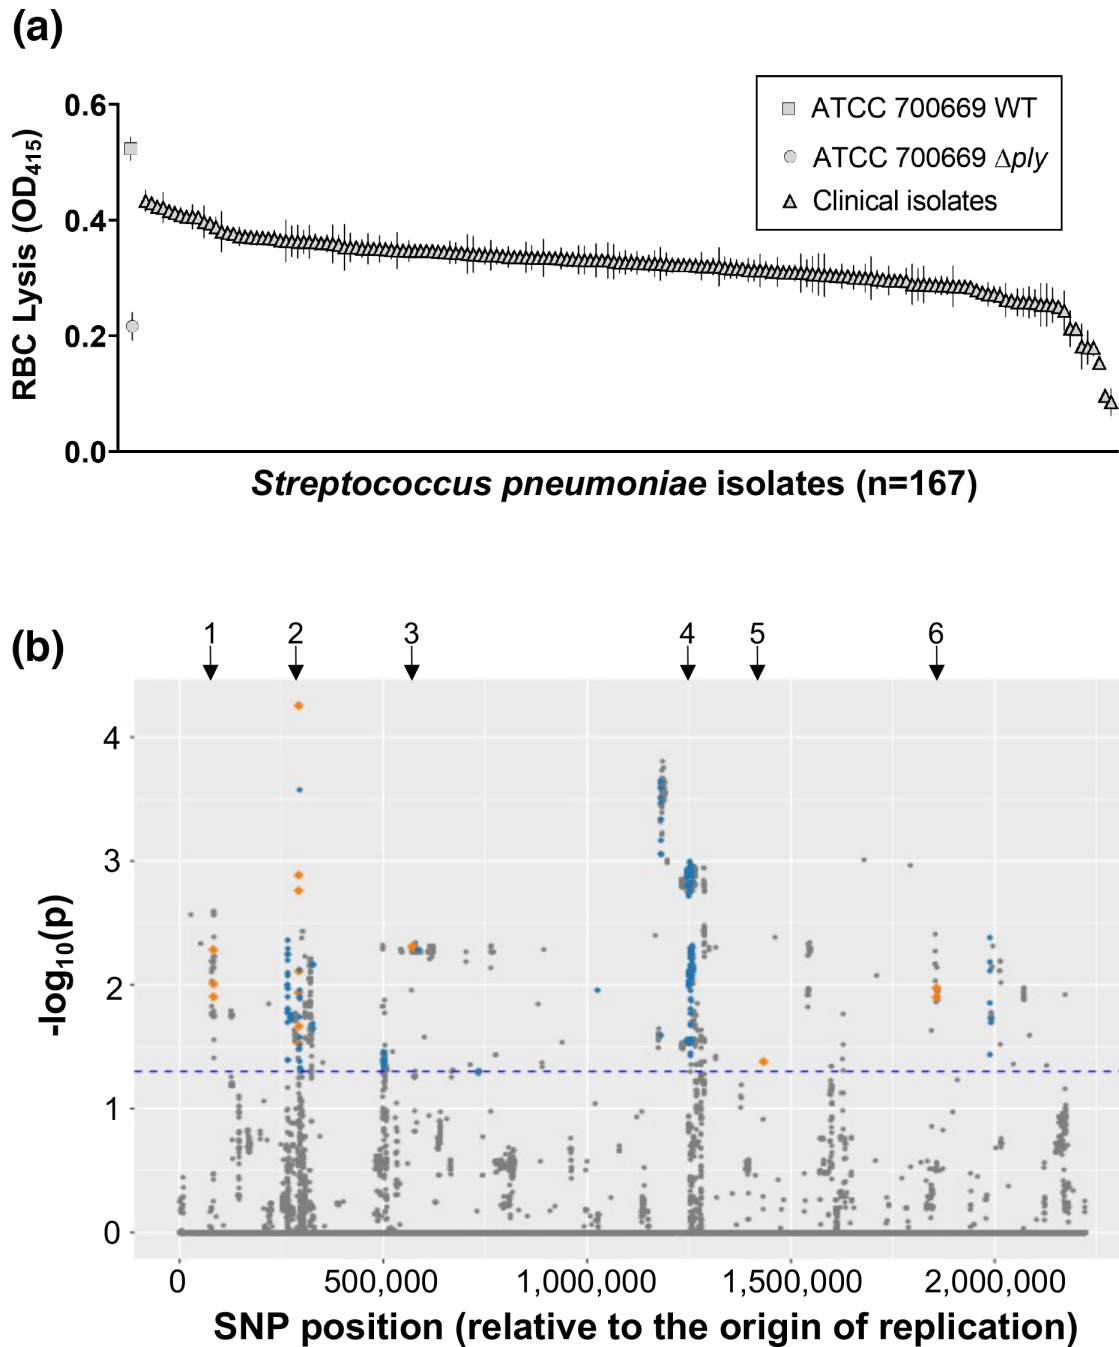 (a)
0.6
0.4
0.2
0.0
RBC Lysis (OD415)
ATCC 700669 WT
ATCC 700669 Δply
Clinical isolates
Streptococcus pneumoniae isolates (n=167)
(b)
1 2 3 4 5 6
4
3
2
1
0
-log10(p)
0 500,000 1,000,000 1,500,000 2,000,000
SNP position (relative to the origin of replication)